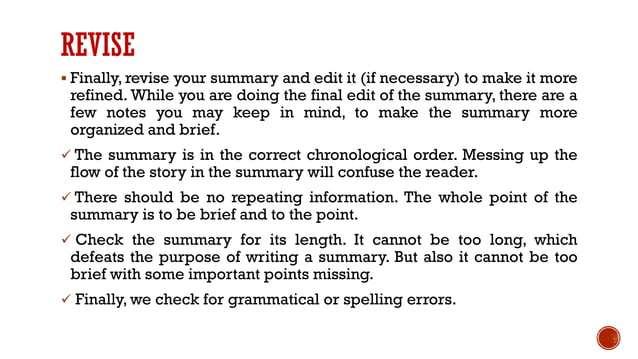 REVISE
▪ Finally, revise your summary and edit it (if necessary) to make it more
refined. While you are doing the final edit of the summary, there are a
few notes you may keep in mind, to make the summary more
organized and brief.
✓ The summary is in the correct chronological order. Messing up the
flow of the story in the summary will confuse the reader.
✓ There should be no repeating information. The whole point of the
summary is to be brief and to the point.
✓ Check the summary for its length. It cannot be too long, which
defeats the purpose of writing a summary. But also it cannot be too
brief with some important points missing.
✓ Finally, we check for grammatical or spelling errors.